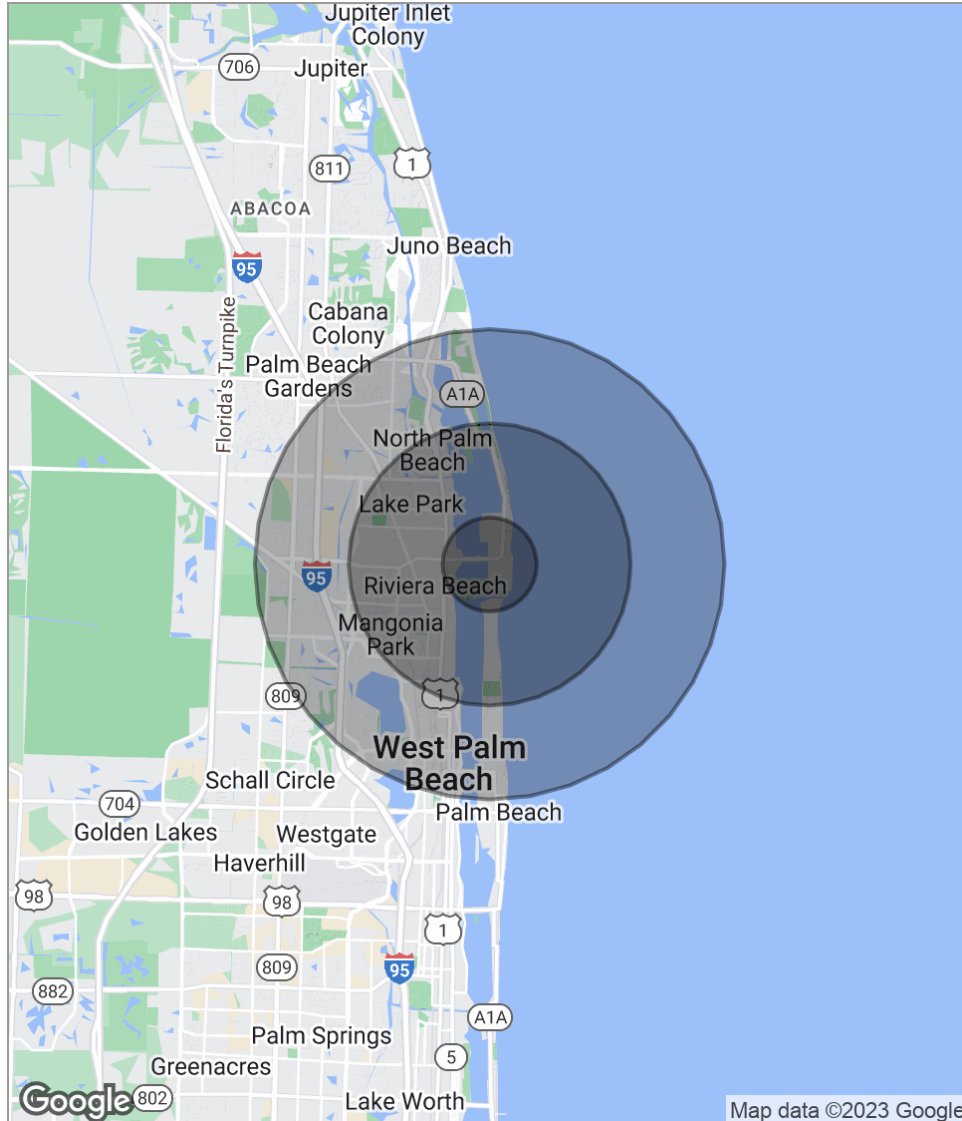 Jupiter Inlet
Colony
706
Jupiter
811
1
ABACOA
Juno Beach
95
Florida's Turnpike
Cabana
Colony
Palm Beach
Gardens
A1A
North Palm
Beach
Lake Park
95
Riviera Beach
Mangonia
Park
809
1
West Palm
Beach
Schall Circle
704
Palm Beach
Golden Lakes
Westgate
Haverhill
98
98
1
809
95
882
A1A
Palm Springs
5
Greenacres
Google
802
Lake Worth
Map data ©2023 Google